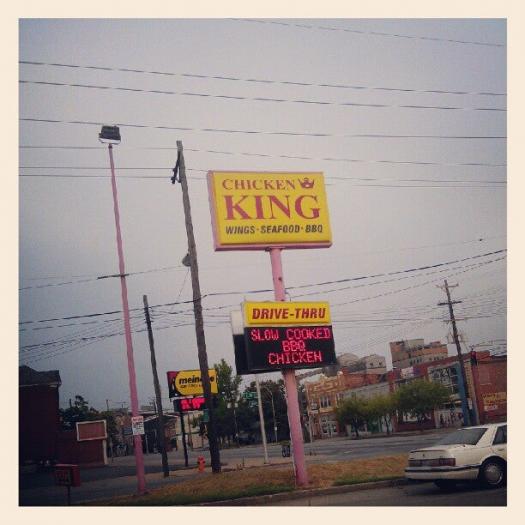 CHICKEN
KING
WINGS-SEAFOOD-BBQ
DRIVE-THRU
SLOW COOKED
BBQ
CHICKEN
meineke